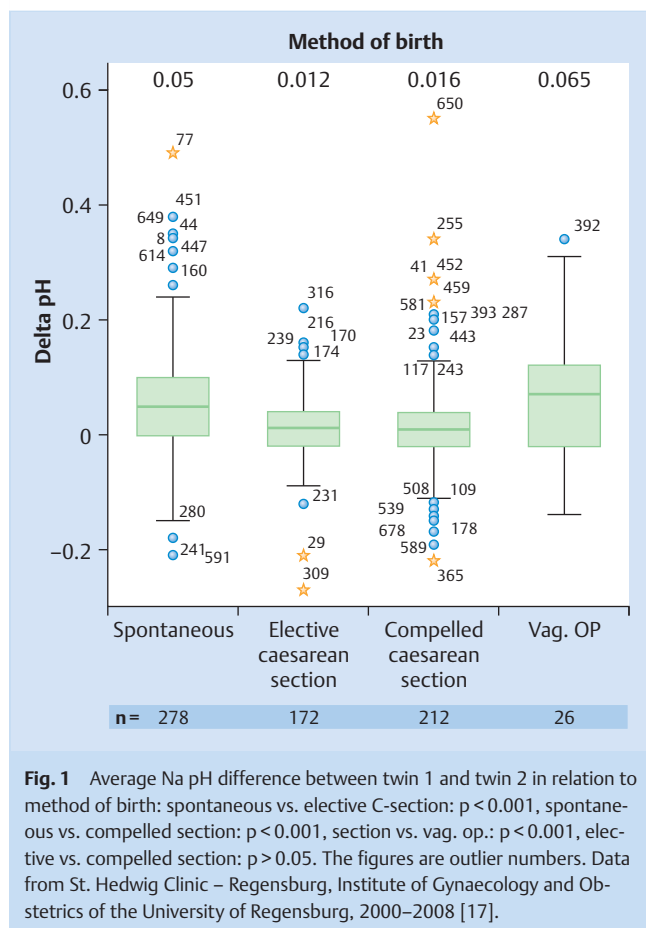 Method of birth
0.05 0.012 0.016 0.065
Delta pH
0.6
0.4
0.2
0
−0.2
77
451
649 44
8 447
614
160
280
241 591
316
216
239 170
174
231
29
309
650
255
41 452
459
581 157 393 287
23 443
117 243
508 109
539
678 178
589
365
392
Spontaneous
Elective
caesarean
section
Compelled
caesarean
section
Vag. OP
n = 278 172 212 26
Fig. 1 Average Na pH difference between twin 1 and twin 2 in relation to
method of birth: spontaneous vs. elective C-section: p < 0.001, spontane-
ous vs. compelled section: p < 0.001, section vs. vag. op.: p < 0.001, elec-
tive vs. compelled section: p > 0.05. The figures are outlier numbers. Data
from St. Hedwig Clinic – Regensburg, Institute of Gynaecology and Ob-
stetrics of the University of Regensburg, 2000–2008 [17].